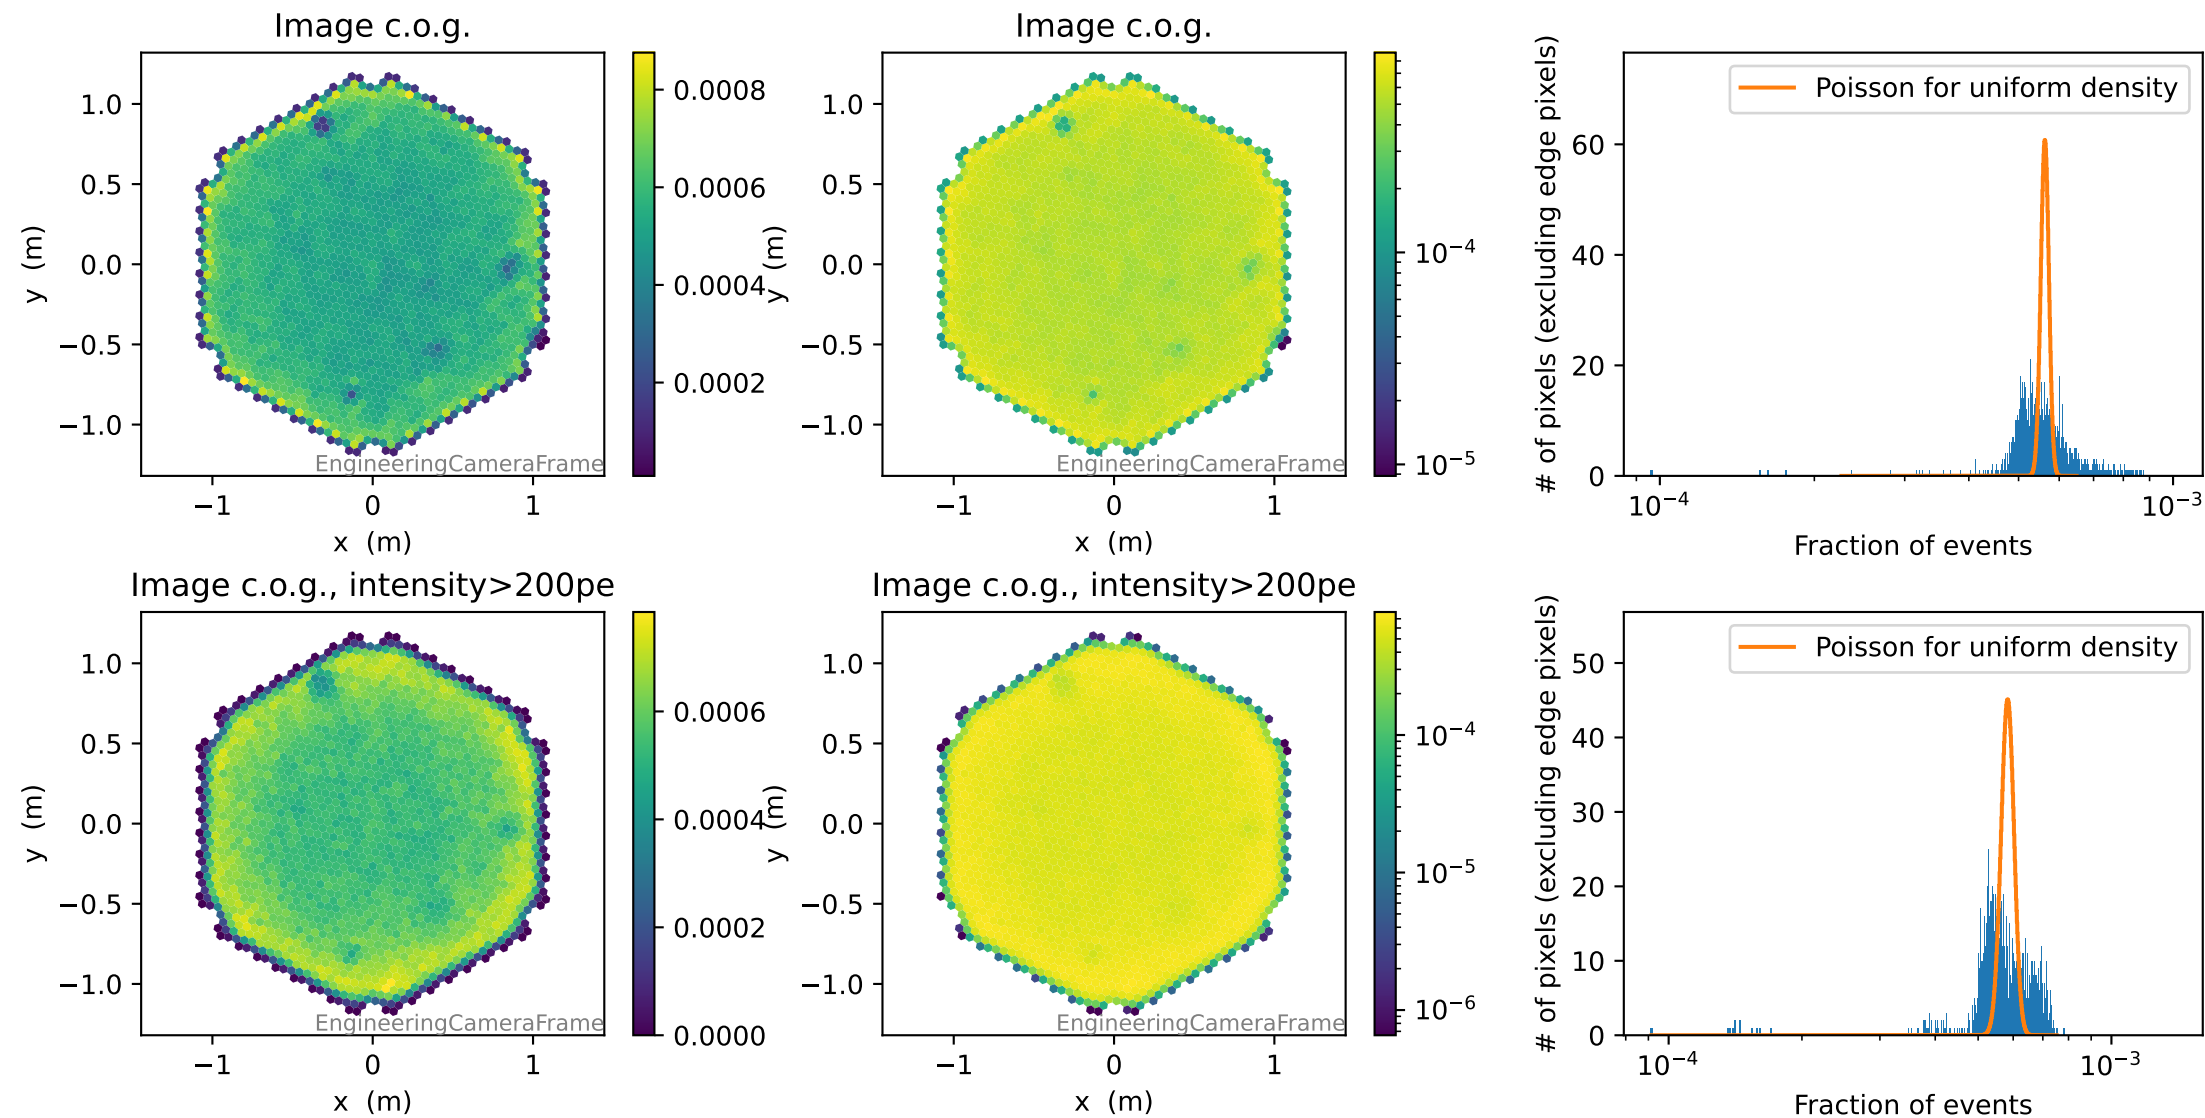 Image c.o.g.
1.0
0.5
0.0
−0.5
−1.0
y (m)
−1 0 1
x (m)
EngineeringCameraFrame
0.0008
0.0006
0.0004
0.0002
Image c.o.g.
1.0
0.5
0.0
−0.5
−1.0
y (m)
−1 0 1
x (m)
EngineeringCameraFrame
10⁻⁴
10⁻⁵
Poisson for uniform density
# of pixels (excluding edge pixels)
60
40
20
0
10⁻⁴ 10⁻³
Fraction of events
Image c.o.g., intensity>200pe
1.0
0.5
0.0
−0.5
−1.0
y (m)
−1 0 1
x (m)
EngineeringCameraFrame
0.0006
0.0004
0.0002
0.0000
Image c.o.g., intensity>200pe
1.0
0.5
0.0
−0.5
−1.0
y (m)
−1 0 1
x (m)
EngineeringCameraFrame
10⁻⁴
10⁻⁵
10⁻⁶
Poisson for uniform density
# of pixels (excluding edge pixels)
50
40
30
20
10
0
10⁻⁴ 10⁻³
Fraction of events